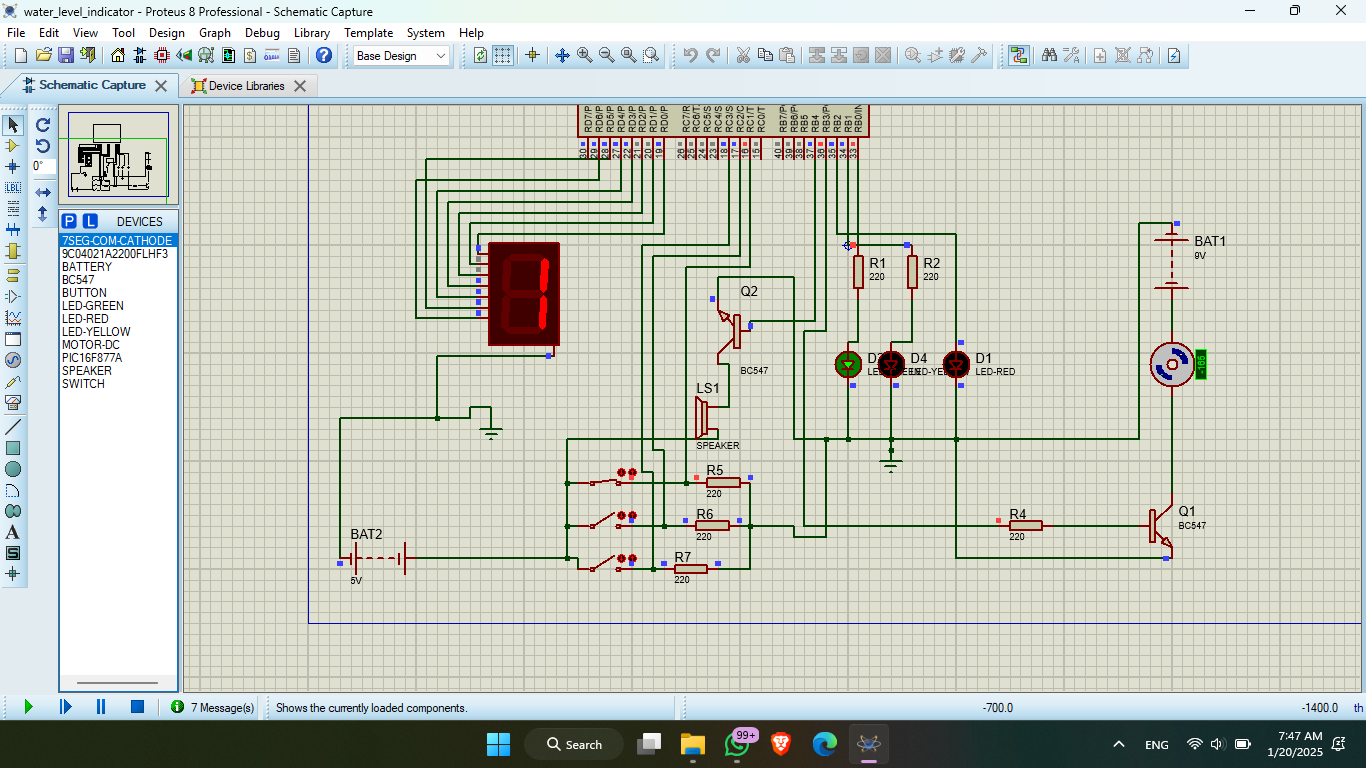 water_level_indicator - Proteus 8 Professional - Schematic Capture
File Edit View Tool Design Graph Debug Library Template System Help
Base Design
Schematic Capture
Device Libraries
0°
LBL
P L DEVICES
7SEG-COM-CATHODE
9C04021A2200FLHF3
BATTERY
BC547
BUTTON
LED-GREEN
LED-RED
LED-YELLOW
MOTOR-DC
PIC16F877A
SPEAKER
SWITCH
RD7/P
RD6/P
RD5/P
RD4/P
RD3/P
RD2/P
RD1/P
RD0/P
RC7/R
RC6/T
RC5/S
RC4/S
RC3/S
RC2/C
RC1/T
RC0/T
RB7/P
RB6/P
RB5
RB4
RB3/P
RB2
RB1
RB0/IN
30 29 28 27 22 21 20 19 26 25 24 23 18 17 16 15 40 39 38 37 36 35 34 33
1
BAT1
9V
R1
220
R2
220
Q2
BC547
D4
D1
LED-RED
-165
LS1
SPEAKER
R5
220
R6
220
R7
220
R4
220
Q1
BC547
BAT2
5V
7 Message(s)
Shows the currently loaded components.
-700.0
-1400.0
th
Search
99+
ENG
7:47 AM
1/20/2025